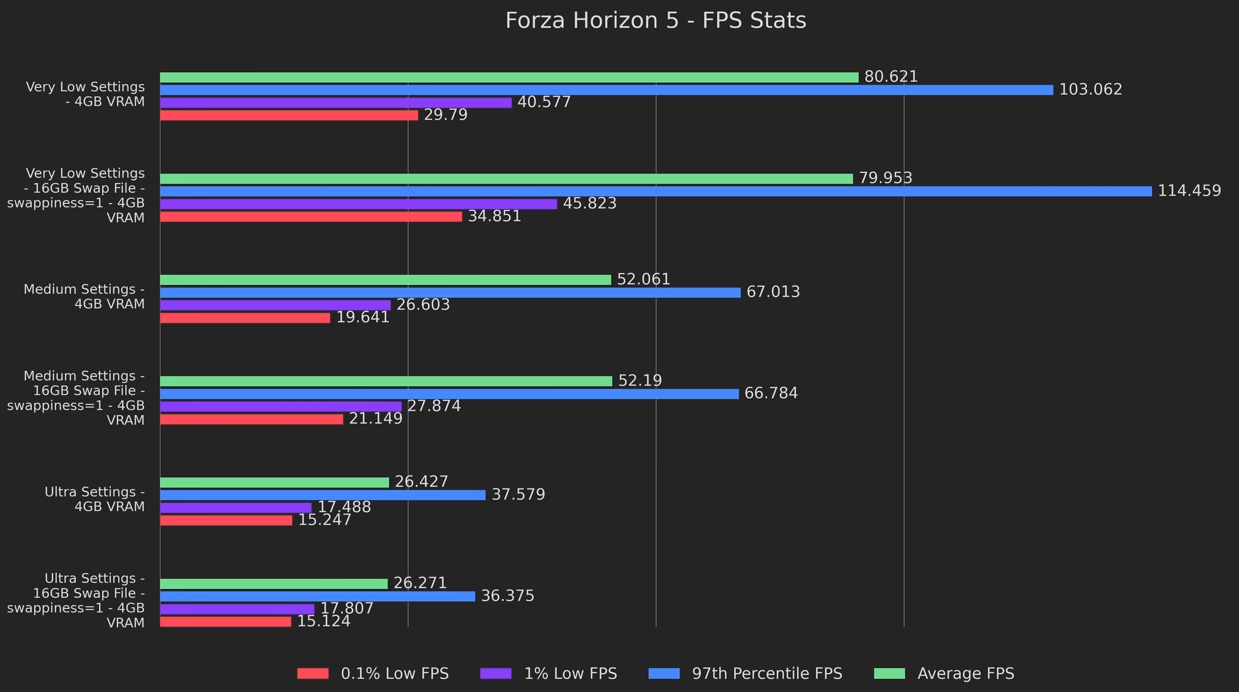 Forza Horizon 5 - FPS Stats
Very Low Settings
- 4GB VRAM
80.621
103.062
40.577
29.79
Very Low Settings
- 16GB Swap File -
swappiness=1 - 4GB
VRAM
79.953
114.459
45.823
34.851
Medium Settings -
4GB VRAM
52.061
67.013
26.603
19.641
Medium Settings -
16GB Swap File -
swappiness=1 - 4GB
VRAM
52.19
66.784
27.874
21.149
Ultra Settings -
4GB VRAM
26.427
37.579
17.488
15.247
Ultra Settings -
16GB Swap File -
swappiness=1 - 4GB
VRAM
26.271
36.375
17.807
15.124
0.1% Low FPS
1% Low FPS
97th Percentile FPS
Average FPS